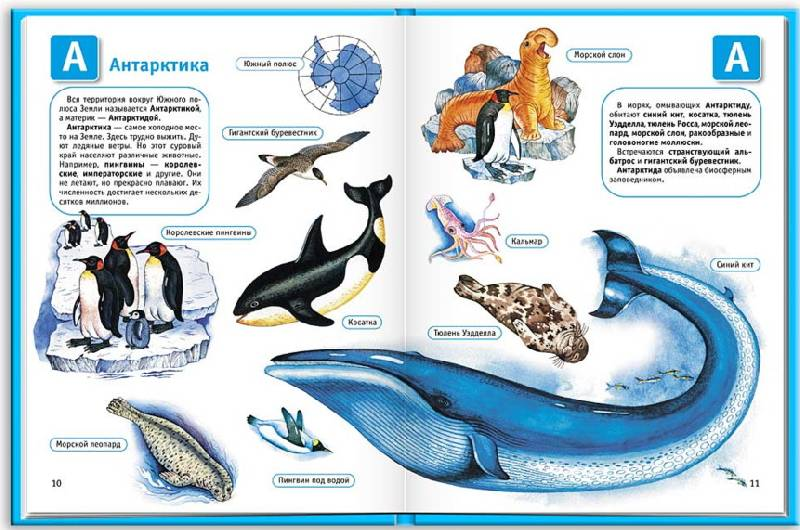 А
Антарктика
Вся территория вокруг Южного по-
люса Земли называется Антарктикой,
а материк — Антарктидой.
Антарктика — самое холодное мес-
то на Земле. Здесь трудно выжить. Ду-
ют ледяные ветры. Но этот суровый
край населяют различные животные.
Например, пингвины — королев-
ские, императорские и другие. Они
не летают, но прекрасно плавают. Их
численность достигает нескольких де-
сятков миллионов.
Южный полюс
Гигантский буревестник
Королевские пингвины
Косатка
Морской леопард
Пингвин под водой
10
А
Морской слон
В морях, омывающих Антарктиду,
обитают синий кит, косатка, тюлень
Уэдделла, тюлень Росса, морской лео-
пард, морской слон, ракообразные и
головоногие моллюски.
Встречаются странствующий аль-
батрос и гигантский буревестник.
Антарктида объявлена биосферным
заповедником.
Кальмар
Синий кит
Тюлень Уэдделла
11